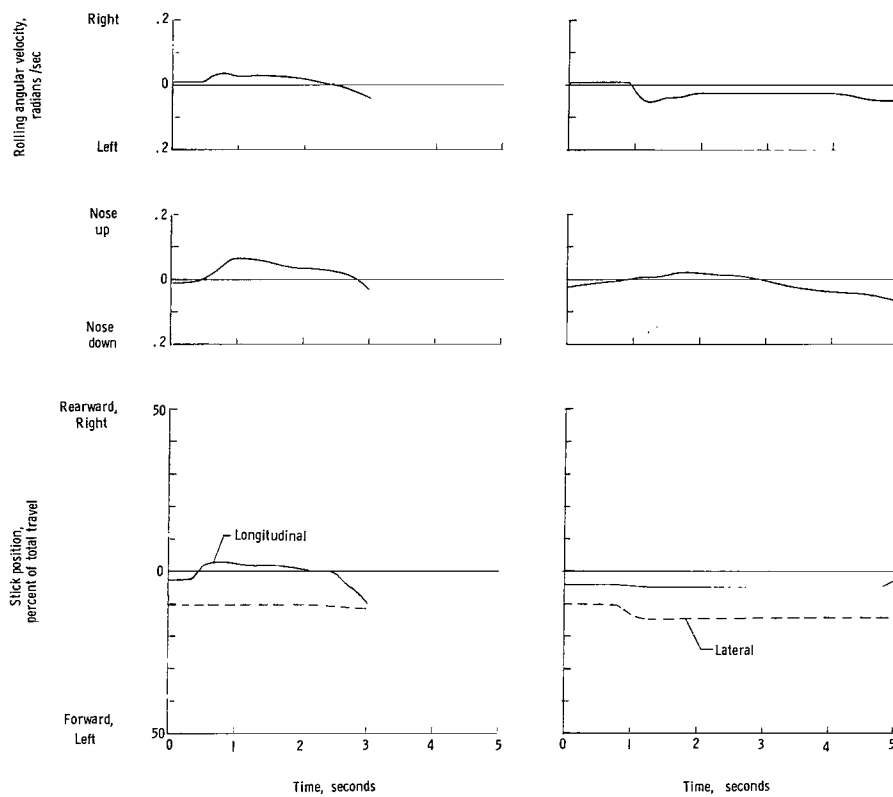 Right
.2
Rolling angular velocity,
radians /sec
0
Left
.2
Nose
up
.2
0
Nose
down
.2
Rearward,
Right
50
Longitudinal
Stick position,
percent of total travel
0
Lateral
Forward,
Left
50
0 1 2 3 4 5
0 1 2 3 4 5
Time, seconds
Time, seconds